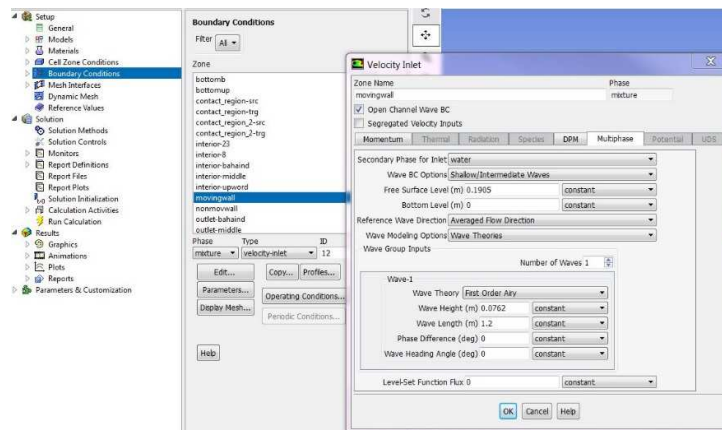 Setup
General
Models
Materials
Cell Zone Conditions
Boundary Conditions
Mesh Interfaces
Dynamic Mesh
Reference Values
Solution
Solution Methods
Solution Controls
Monitors
Report Definitions
Report Files
Report Plots
Solution Initialization
Calculation Activities
Run Calculation
Results
Graphics
Animations
Plots
Reports
Parameters & Customization
Boundary Conditions
Filter All
Zone
bottomb
bottomup
contact_region-src
contact_region-trg
contact_region_2-src
contact_region_2-trg
interior-23
interior-8
interior-bahaind
interior-middle
interior-upword
movingwall
nonmovwall
outlet-bahaind
outlet-middle
Phase Type ID
mixture velocity-inlet 12
Edit... Copy... Profiles...
Parameters... Operating Conditions...
Display Mesh... Periodic Conditions...
Help
Velocity Inlet
Zone Name Phase
movingwall mixture
Open Channel Wave BC
Segregated Velocity Inputs
Momentum Thermal Radiation Species DPM Multiphase Potential UDS
Secondary Phase for Inlet water
Wave BC Options Shallow/Intermediate Waves
Free Surface Level (m) 0.1905 constant
Bottom Level (m) 0 constant
Reference Wave Direction Averaged Flow Direction
Wave Modeling Options Wave Theories
Wave Group Inputs
Number of Waves 1
Wave-1
Wave Theory First Order Airy
Wave Height (m) 0.0762 constant
Wave Length (m) 1.2 constant
Phase Difference (deg) 0 constant
Wave Heading Angle (deg) 0 constant
Level-Set Function Flux 0 constant
OK Cancel Help